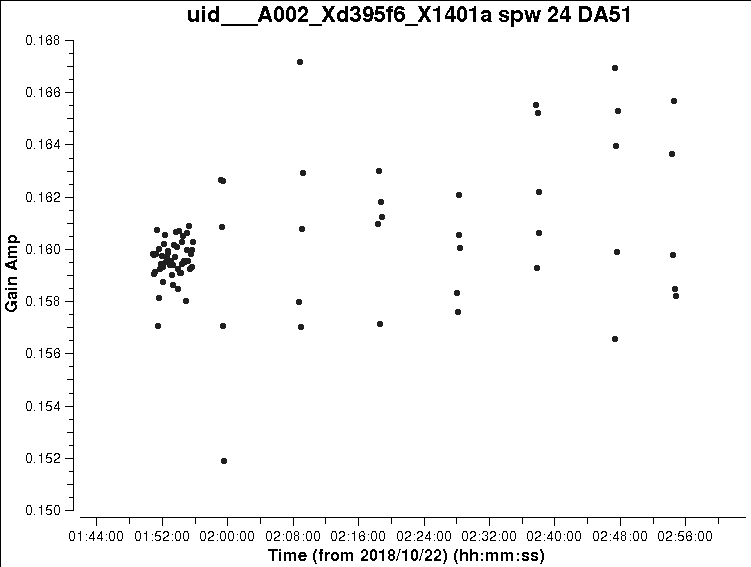 uid___A002_Xd395f6_X1401a spw 24 DA51
0.168
0.166
0.164
0.162
0.160
0.158
0.156
0.154
0.152
0.150
Gain Amp
01:44:00 01:52:00 02:00:00 02:08:00 02:16:00 02:24:00 02:32:00 02:40:00 02:48:00 02:56:00
Time (from 2018/10/22) (hh:mm:ss)